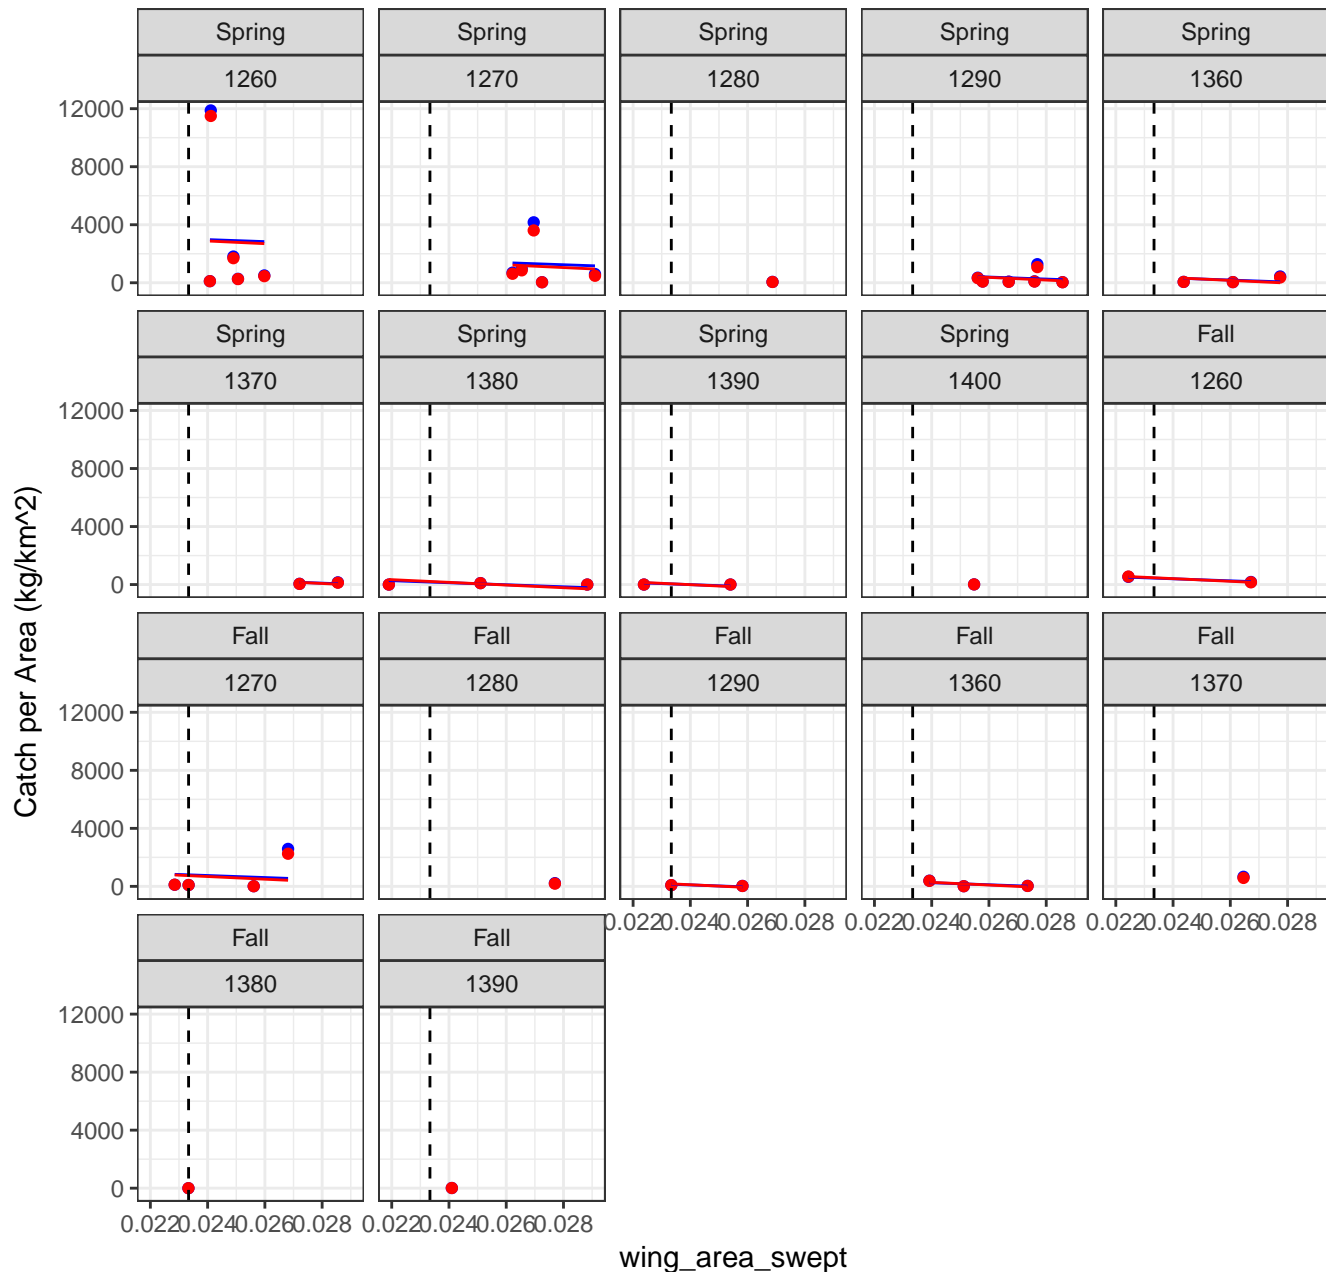 Spring Spring Spring Spring Spring
1260 1270 1280 1290 1360
12000
8000
4000
0
Spring Spring Spring Spring Fall
1370 1380 1390 1400 1260
12000
8000
4000
0
Fall Fall Fall Fall Fall
1270 1280 1290 1360 1370
12000
8000
4000
0
0.022 0.024 0.026 0.028 0.022 0.024 0.026 0.028 0.022 0.024 0.026 0.028
Fall Fall
1380 1390
12000
8000
4000
0
0.022 0.024 0.026 0.028 0.022 0.024 0.026 0.028
wing_area_swept
Catch per Area (kg/km^2)